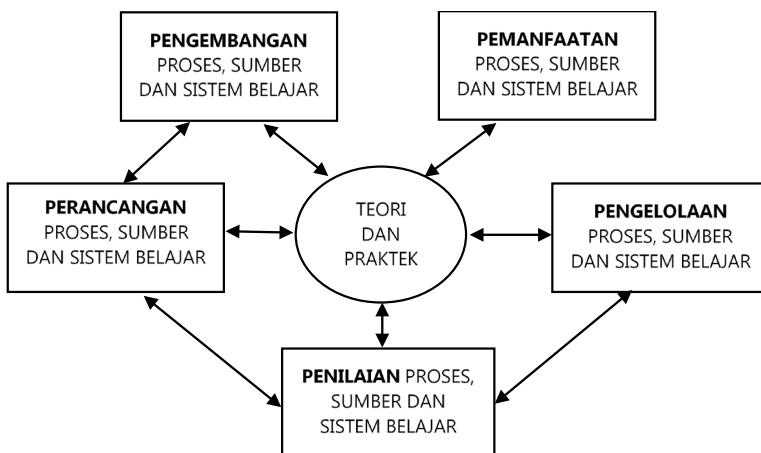 PENGEMBANGAN
PROSES, SUMBER
DAN SISTEM BELAJAR
PEMANFAATAN
PROSES, SUMBER
DAN SISTEM BELAJAR
PERANCANGAN
PROSES, SUMBER
DAN SISTEM BELAJAR
TEORI
DAN
PRAKTEK
PENGELOLAAN
PROSES, SUMBER
DAN SISTEM BELAJAR
PENILAIAN PROSES,
SUMBER DAN
SISTEM BELAJAR